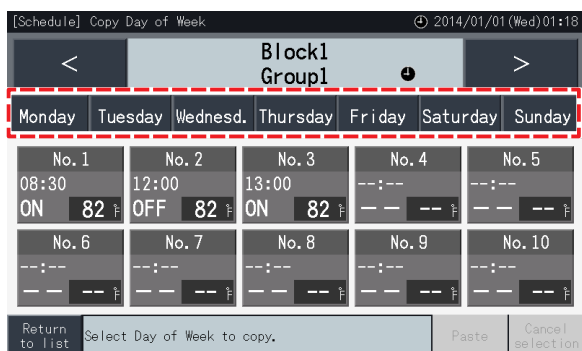 [Schedule] Copy Day of Week 2014/01/01(Wed)01:18
< Block1 >
Group1
Monday Tuesday Wednesd. Thursday Friday Saturday Sunday
No. 1 No. 2 No. 3 No. 4 No. 5
08:30 12:00 13:00 --:-- --:--
ON 82 °F OFF 82 °F ON 82 °F -- -- °F -- -- °F
No. 6 No. 7 No. 8 No. 9 No. 10
--:-- --:-- --:-- --:-- --:--
-- -- °F -- -- °F -- -- °F -- -- °F -- -- °F
Return to list Select Day of Week to copy. Paste Cancel selection